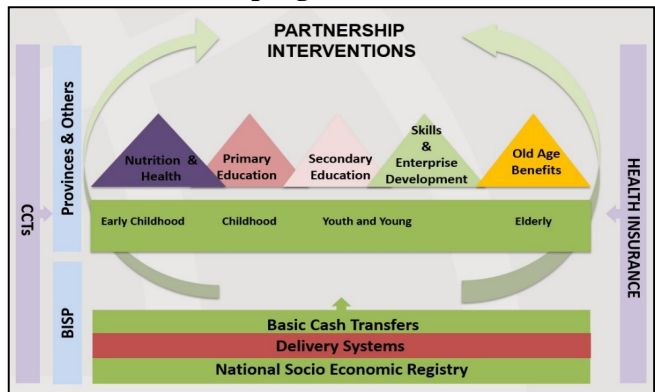 PARTNERSHIP
INTERVENTIONS
CCTs
Provinces & Others
BISP
Nutrition &
Health
Primary
Education
Secondary
Education
Skills
&
Enterprise
Development
Old Age
Benefits
Early Childhood
Childhood
Youth and Young
Elderly
HEALTH INSURANCE
Basic Cash Transfers
Delivery Systems
National Socio Economic Registry